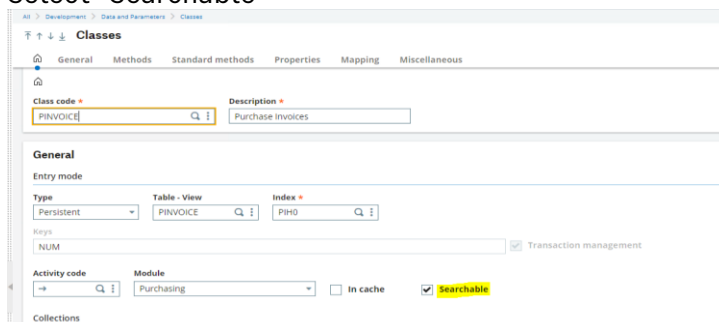 Select "Searchable"
All > Development > Data and Parameters > Classes
Classes
General Methods Standard methods Properties Mapping Miscellaneous
Class code * Description *
PINVOICE Purchase Invoices
General
Entry mode
Type Table - View Index *
Persistent PINVOICE PIH0
Keys
NUM Transaction management
Activity code Module
Purchasing In cache Searchable
Collections